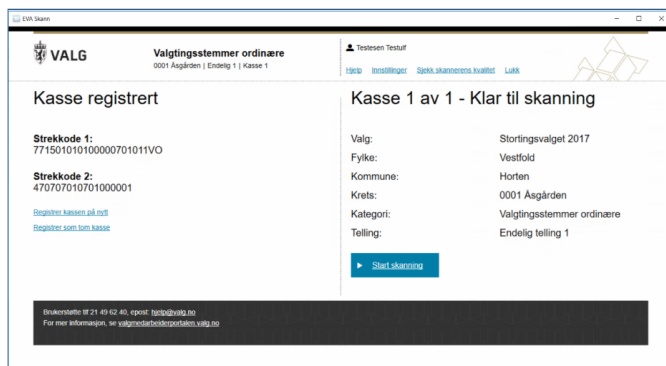 EVA Skann
VALG
Valgtingsstemmer ordinære
0001 Åsgården | Endelig 1 | Kasse 1
Testesen Testulf
Hjelp Innstillinger Sjekk skannerens kvalitet Lukk
Kasse registrert
Strekkode 1:
771501010100000701011VO
Strekkode 2:
470707010701000001
Registrer kassen på nytt
Registrer som tom kasse
Kasse 1 av 1 - Klar til skanning
Valg: Stortingsvalget 2017
Fylke: Vestfold
Kommune: Horten
Krets: 0001 Åsgården
Kategori: Valgtingsstemmer ordinære
Telling: Endelig telling 1
Start skanning
Brukerstøtte tlf 21 49 62 40, epost: hjelp@valg.no
For mer informasjon, se valgmedarbeiderportalen.valg.no